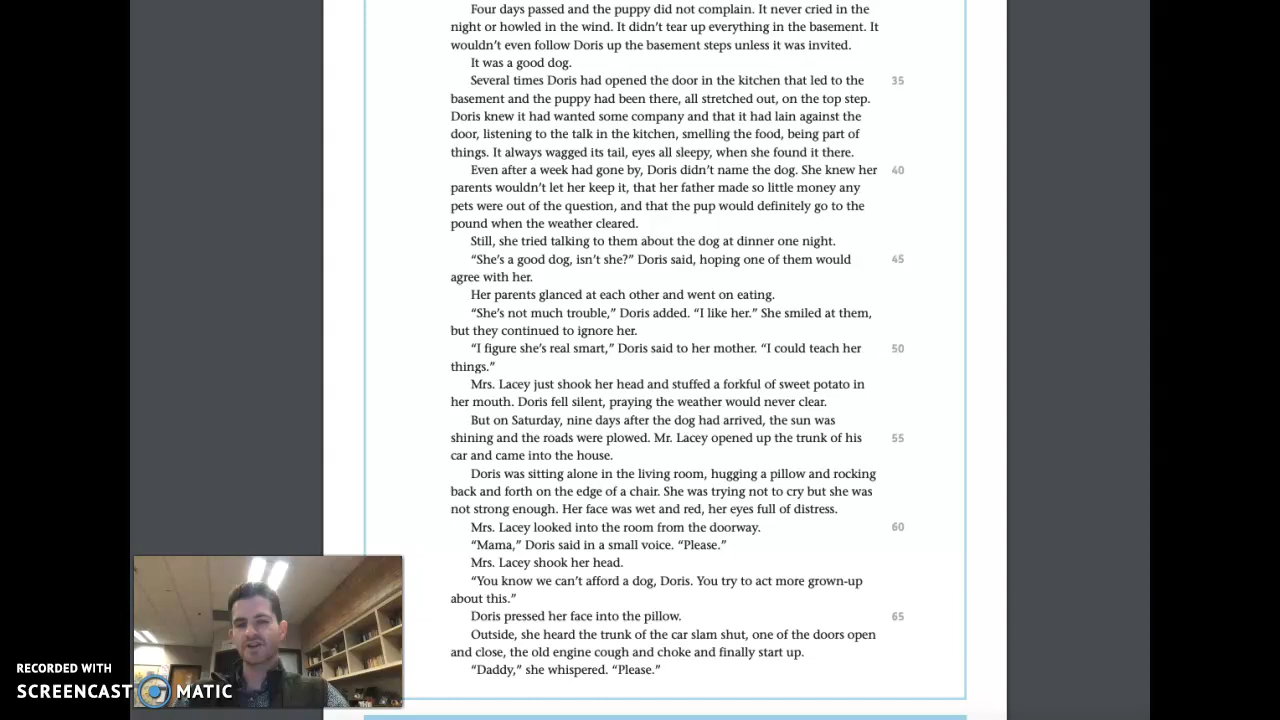 Four days passed and the puppy did not complain. It never cried in the
night or howled in the wind. It didn’t tear up everything in the basement. It
wouldn’t even follow Doris up the basement steps unless it was invited.
It was a good dog.
Several times Doris had opened the door in the kitchen that led to the 35
basement and the puppy had been there, all stretched out, on the top step.
Doris knew it had wanted some company and that it had lain against the
door, listening to the talk in the kitchen, smelling the food, being part of
things. It always wagged its tail, eyes all sleepy, when she found it there.
Even after a week had gone by, Doris didn’t name the dog. She knew her 40
parents wouldn’t let her keep it, that her father made so little money any
pets were out of the question, and that the pup would definitely go to the
pound when the weather cleared.
Still, she tried talking to them about the dog at dinner one night.
“She’s a good dog, isn’t she?” Doris said, hoping one of them would 45
agree with her.
Her parents glanced at each other and went on eating.
“She’s not much trouble,” Doris added. “I like her.” She smiled at them,
but they continued to ignore her.
“I figure she’s real smart,” Doris said to her mother. “I could teach her 50
things.”
Mrs. Lacey just shook her head and stuffed a forkful of sweet potato in
her mouth. Doris fell silent, praying the weather would never clear.
But on Saturday, nine days after the dog had arrived, the sun was
shining and the roads were plowed. Mr. Lacey opened up the trunk of his 55
car and came into the house.
Doris was sitting alone in the living room, hugging a pillow and rocking
back and forth on the edge of a chair. She was trying not to cry but she was
not strong enough. Her face was wet and red, her eyes full of distress.
Mrs. Lacey looked into the room from the doorway. 60
“Mama,” Doris said in a small voice. “Please.”
Mrs. Lacey shook her head.
“You know we can’t afford a dog, Doris. You try to act more grown-up
about this.”
Doris pressed her face into the pillow. 65
Outside, she heard the trunk of the car slam shut, one of the doors open
and close, the old engine cough and choke and finally start up.
“Daddy,” she whispered. “Please.”
RECORDED WITH
SCREENCAST MATIC